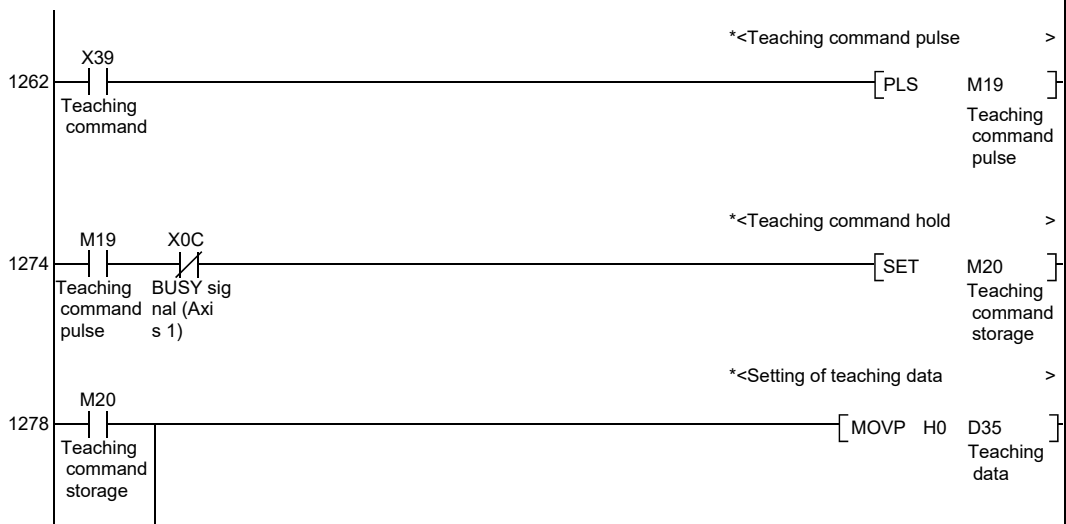 *<Teaching command pulse >
X39
1262
PLS M19
Teaching
command
Teaching
command
pulse
*<Teaching command hold >
M19 X0C
1274
SET M20
Teaching
command
pulse
BUSY sig
nal (Axi
s 1)
Teaching
command
storage
*<Setting of teaching data >
M20
1278
MOVP H0 D35
Teaching
command
storage
Teaching
data